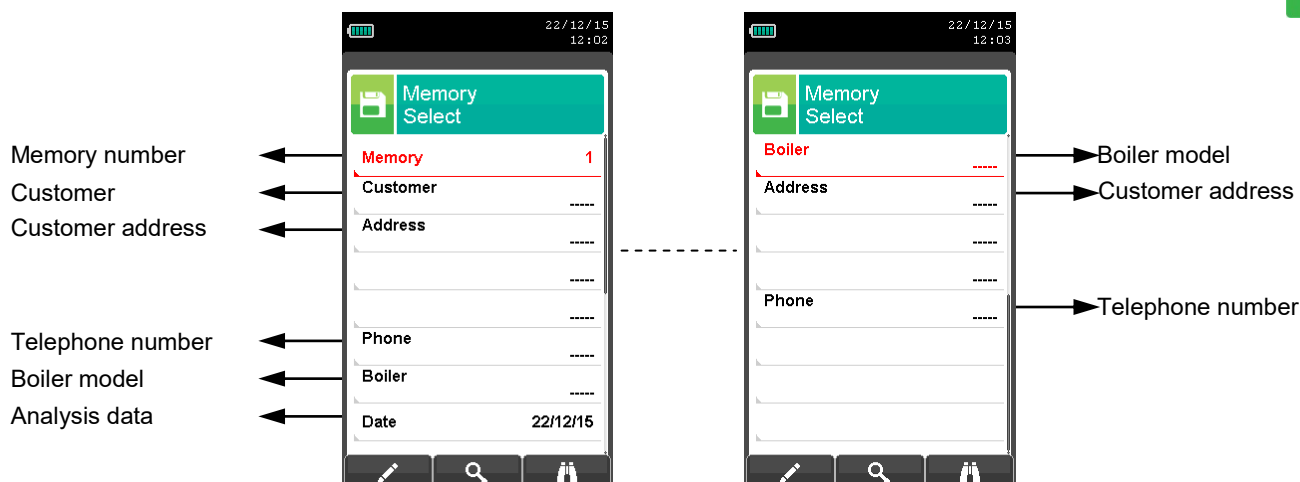 Memory number
Customer
Customer address
Telephone number
Boiler model
Analysis data
22/12/15
12:02
Memory
Select
Memory 1
Customer
-----
Address
-----
-----
-----
Phone
-----
Boiler
-----
Date 22/12/15
22/12/15
12:03
Memory
Select
Boiler
-----
Address
-----
-----
-----
Phone
-----
Boiler model
Customer address
Telephone number